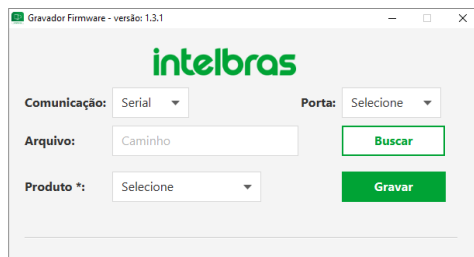 Gravador Firmware - versão: 1.3.1
intelbras
Comunicação: Serial Porta: Selecione
Arquivo: Caminho Buscar
Produto *: Selecione Gravar